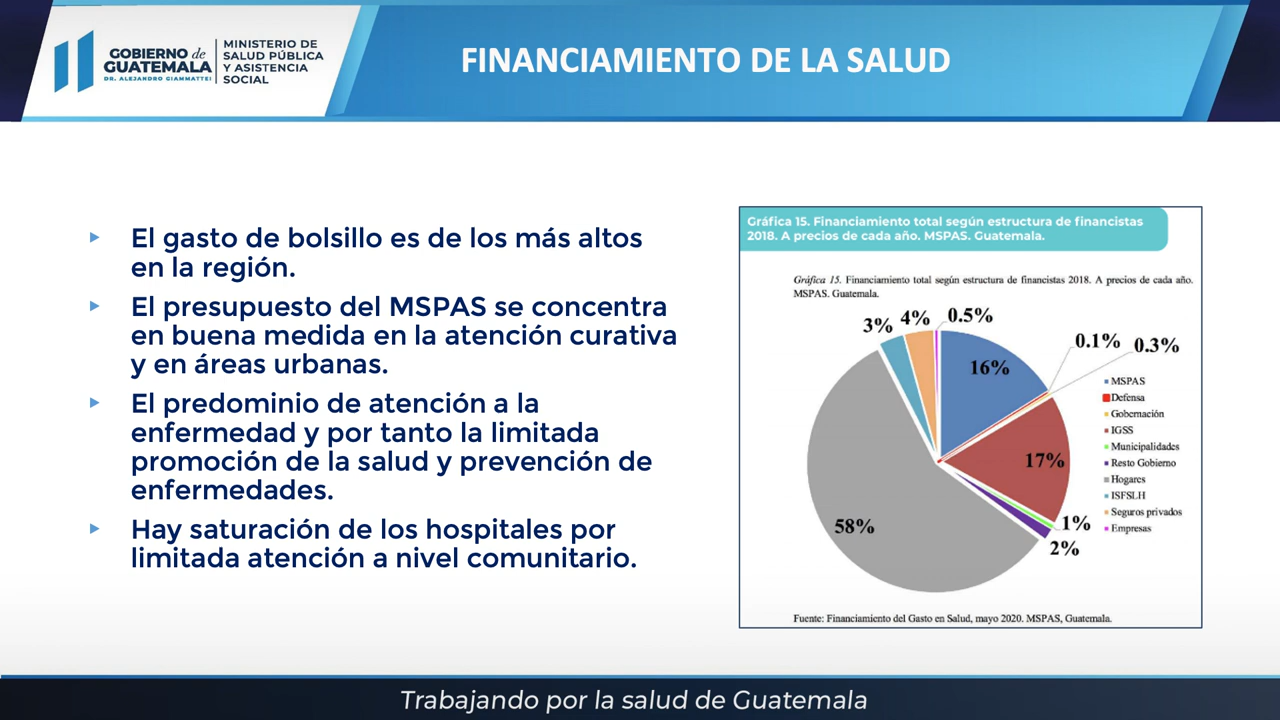 GOBIERNO de
GUATEMALA
DR. ALEJANDRO GIAMMATTEI
MINISTERIO DE
SALUD PÚBLICA
Y ASISTENCIA
SOCIAL
FINANCIAMIENTO DE LA SALUD
El gasto de bolsillo es de los más altos
en la región.
El presupuesto del MSPAS se concentra
en buena medida en la atención curativa
y en áreas urbanas.
El predominio de atención a la
enfermedad y por tanto la limitada
promoción de la salud y prevención de
enfermedades.
Hay saturación de los hospitales por
limitada atención a nivel comunitario.
Gráfica 15. Financiamiento total según estructura de financistas
2018. A precios de cada año. MSPAS. Guatemala.
Gráfica 15. Financiamiento total según estructura de financistas 2018. A precios de cada año.
MSPAS. Guatemala.
3%
4%
0.5%
0.1%
0.3%
16%
17%
1%
2%
58%
MSPAS
Defensa
Gobernación
IGSS
Municipalidades
Resto Gobierno
Hogares
ISFSLH
Seguros privados
Empresas
Fuente: Financiamiento del Gasto en Salud, mayo 2020. MSPAS, Guatemala.
Trabajando por la salud de Guatemala